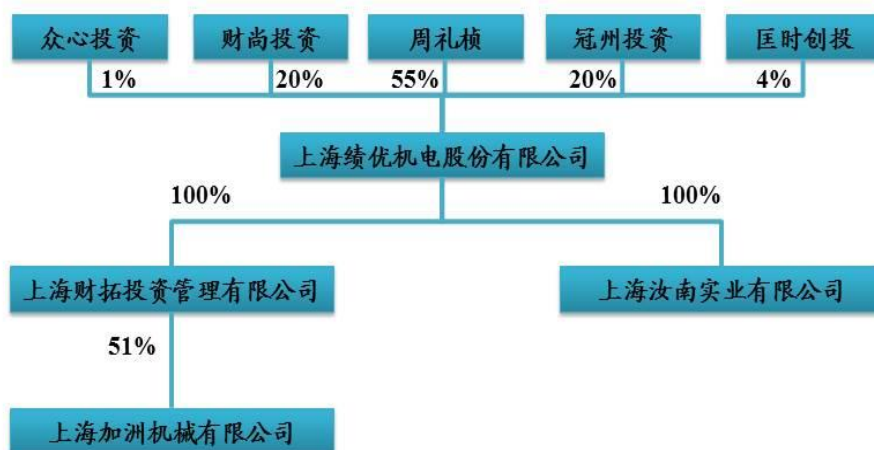 众心投资
财尚投资
周礼桢
冠州投资
匡时创投
1%
20%
55%
20%
4%
上海绩优机电股份有限公司
100%
100%
上海财拓投资管理有限公司
上海汝南实业有限公司
51%
上海加洲机械有限公司